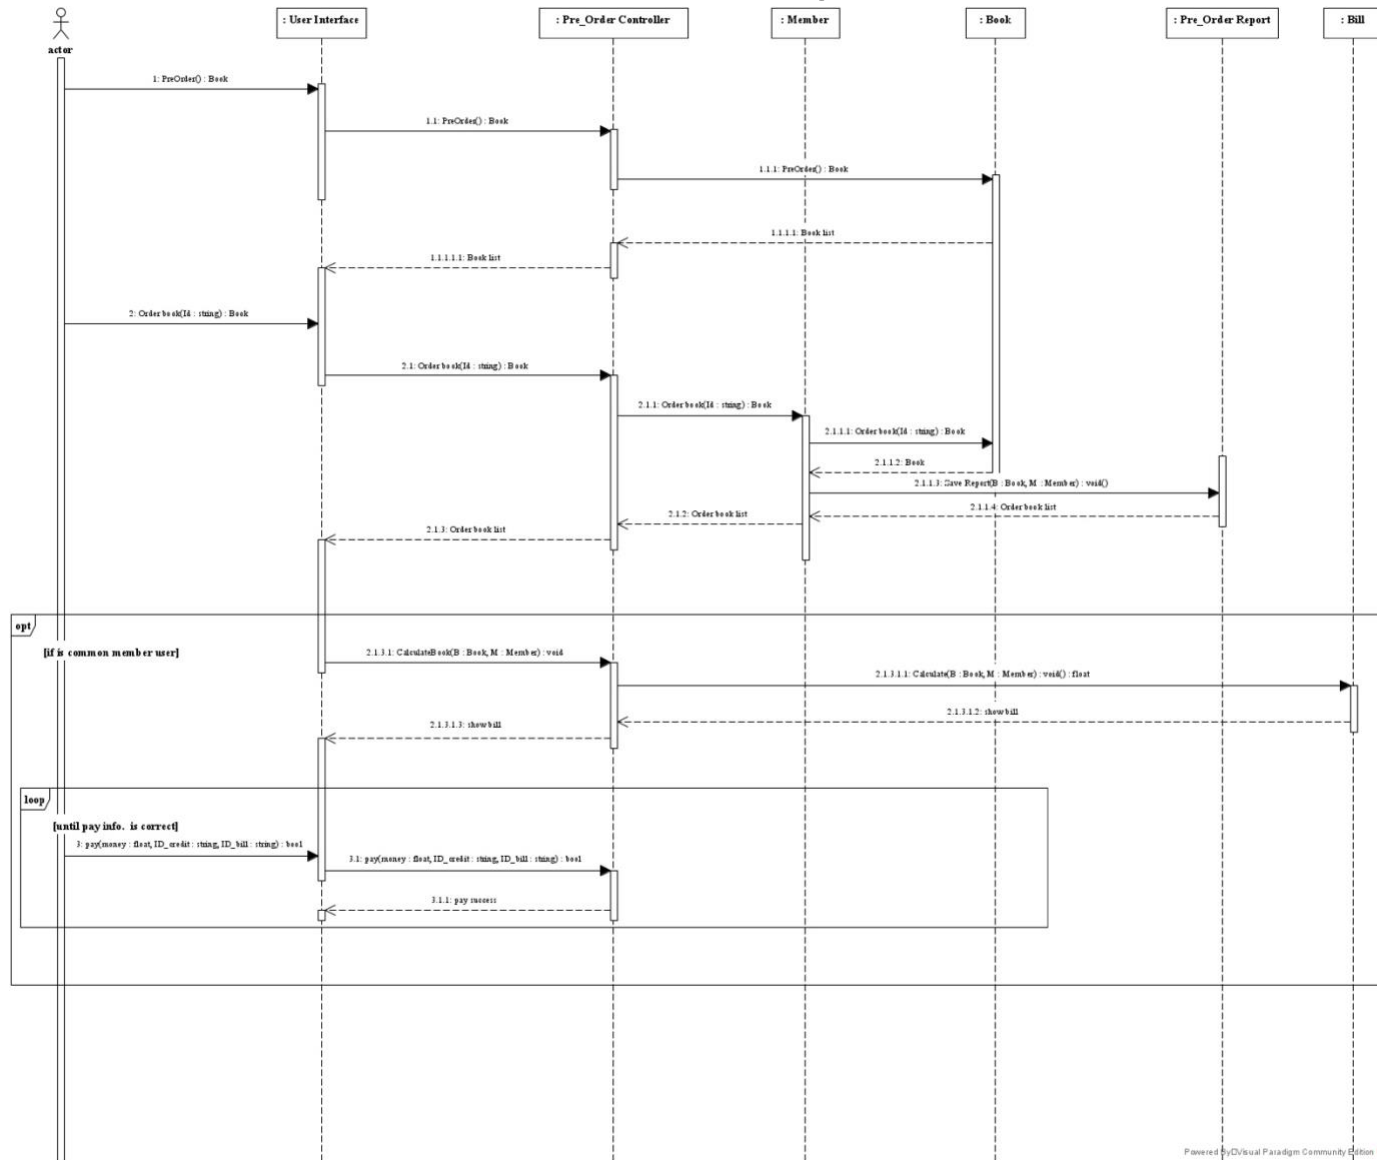 : User Interface
: Pre_Order Controller
: Member
: Book
: Pre_Order Report
: Bill
actor
1: PreOrder() : Book
1.1: PreOrder() : Book
1.1.1: PreOrder() : Book
1.1.1.1: Book list
1.1.1.1.1: Book list
2: Order book(Id : string) : Book
2.1: Order book(Id : string) : Book
2.1.1: Order book(Id : string) : Book
2.1.1.1: Order book(Id : string) : Book
2.1.1.2: Book
2.1.1.3: Save Report(B : Book, M : Member) : void()
2.1.1.4: Order book list
2.1.2: Order book list
2.1.3: Order book list
opt
[if is common member user]
2.1.3.1: CalculateBook(B : Book, M : Member) : void
2.1.3.1.1: Calculate(B : Book, M : Member) : void() : float
2.1.3.1.2: show bill
2.1.3.1.3: show bill
loop
[until pay info. is correct]
3: pay(money : float, ID_credit : string, ID_bill : string) : bool
3.1: pay(money : float, ID_credit : string, ID_bill : string) : bool
3.1.1: pay success
Powered By Visual Paradigm Community Edition